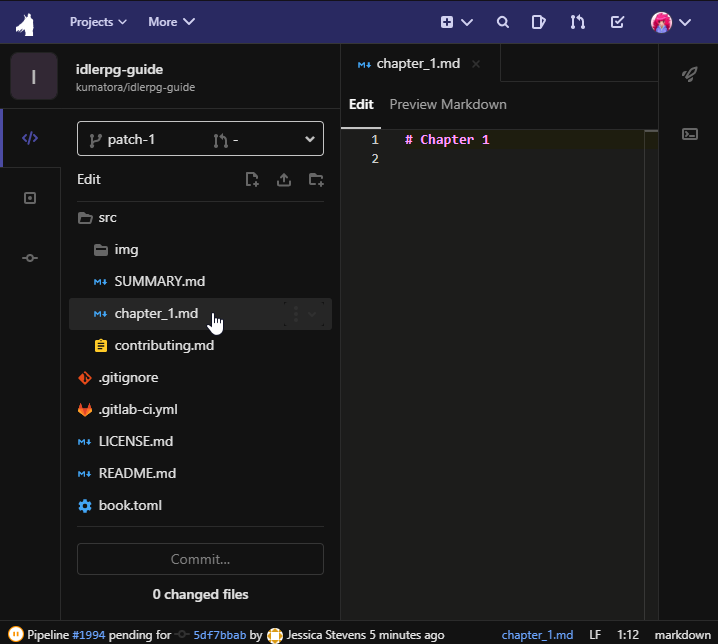 Projects More
I
idlerpg-guide
kumatora/idlerpg-guide
patch-1 -
Edit
src
img
SUMMARY.md
chapter_1.md
contributing.md
.gitignore
.gitlab-ci.yml
LICENSE.md
README.md
book.toml
Commit...
0 changed files
chapter_1.md
Edit Preview Markdown
1 # Chapter 1
2
Pipeline #1994 pending for 5df7bbab by Jessica Stevens 5 minutes ago chapter_1.md LF 1:12 markdown